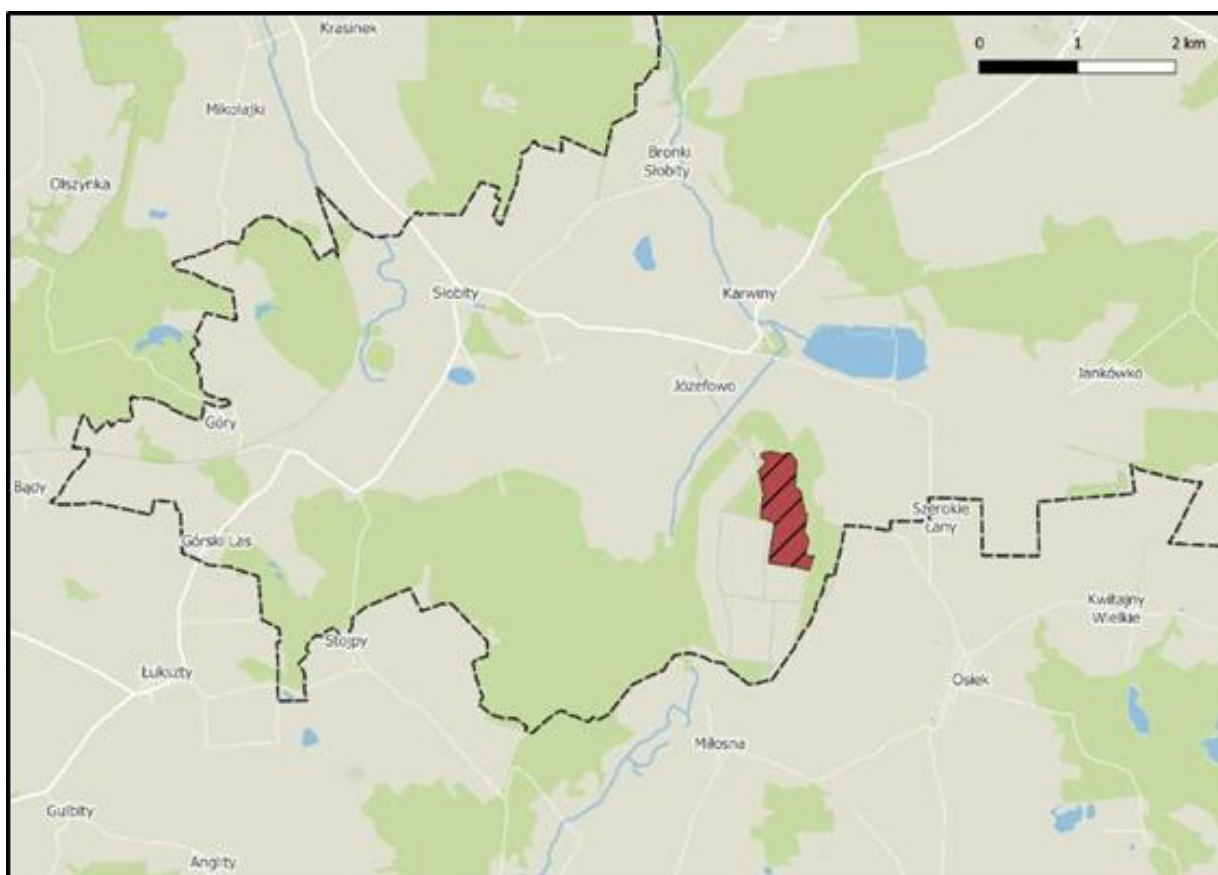 Krasinek
0 1 2 km
Mikołajki
Bronki
Słobity
Olszynka
Słobity
Karwiny
Józefowo
Jankówko
Góry
Bądy
Szerokie
Łany
Górski Las
Kwitajny
Wielkie
Stojpy
Łukszty
Osiek
Miłosna
Gulbity
Anglity